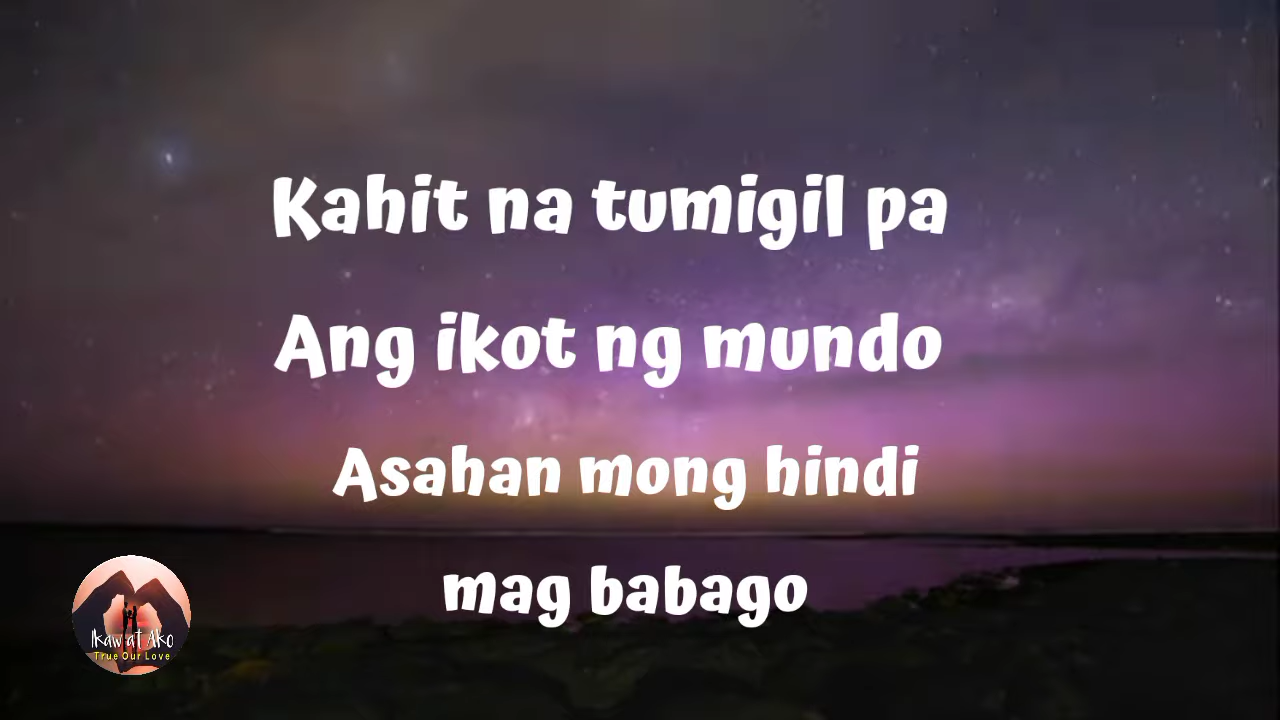 Kahit na tumigil pa
Ang ikot ng mundo
Asahan mong hindi
mag babago
Ikaw at Ako
True Our Love